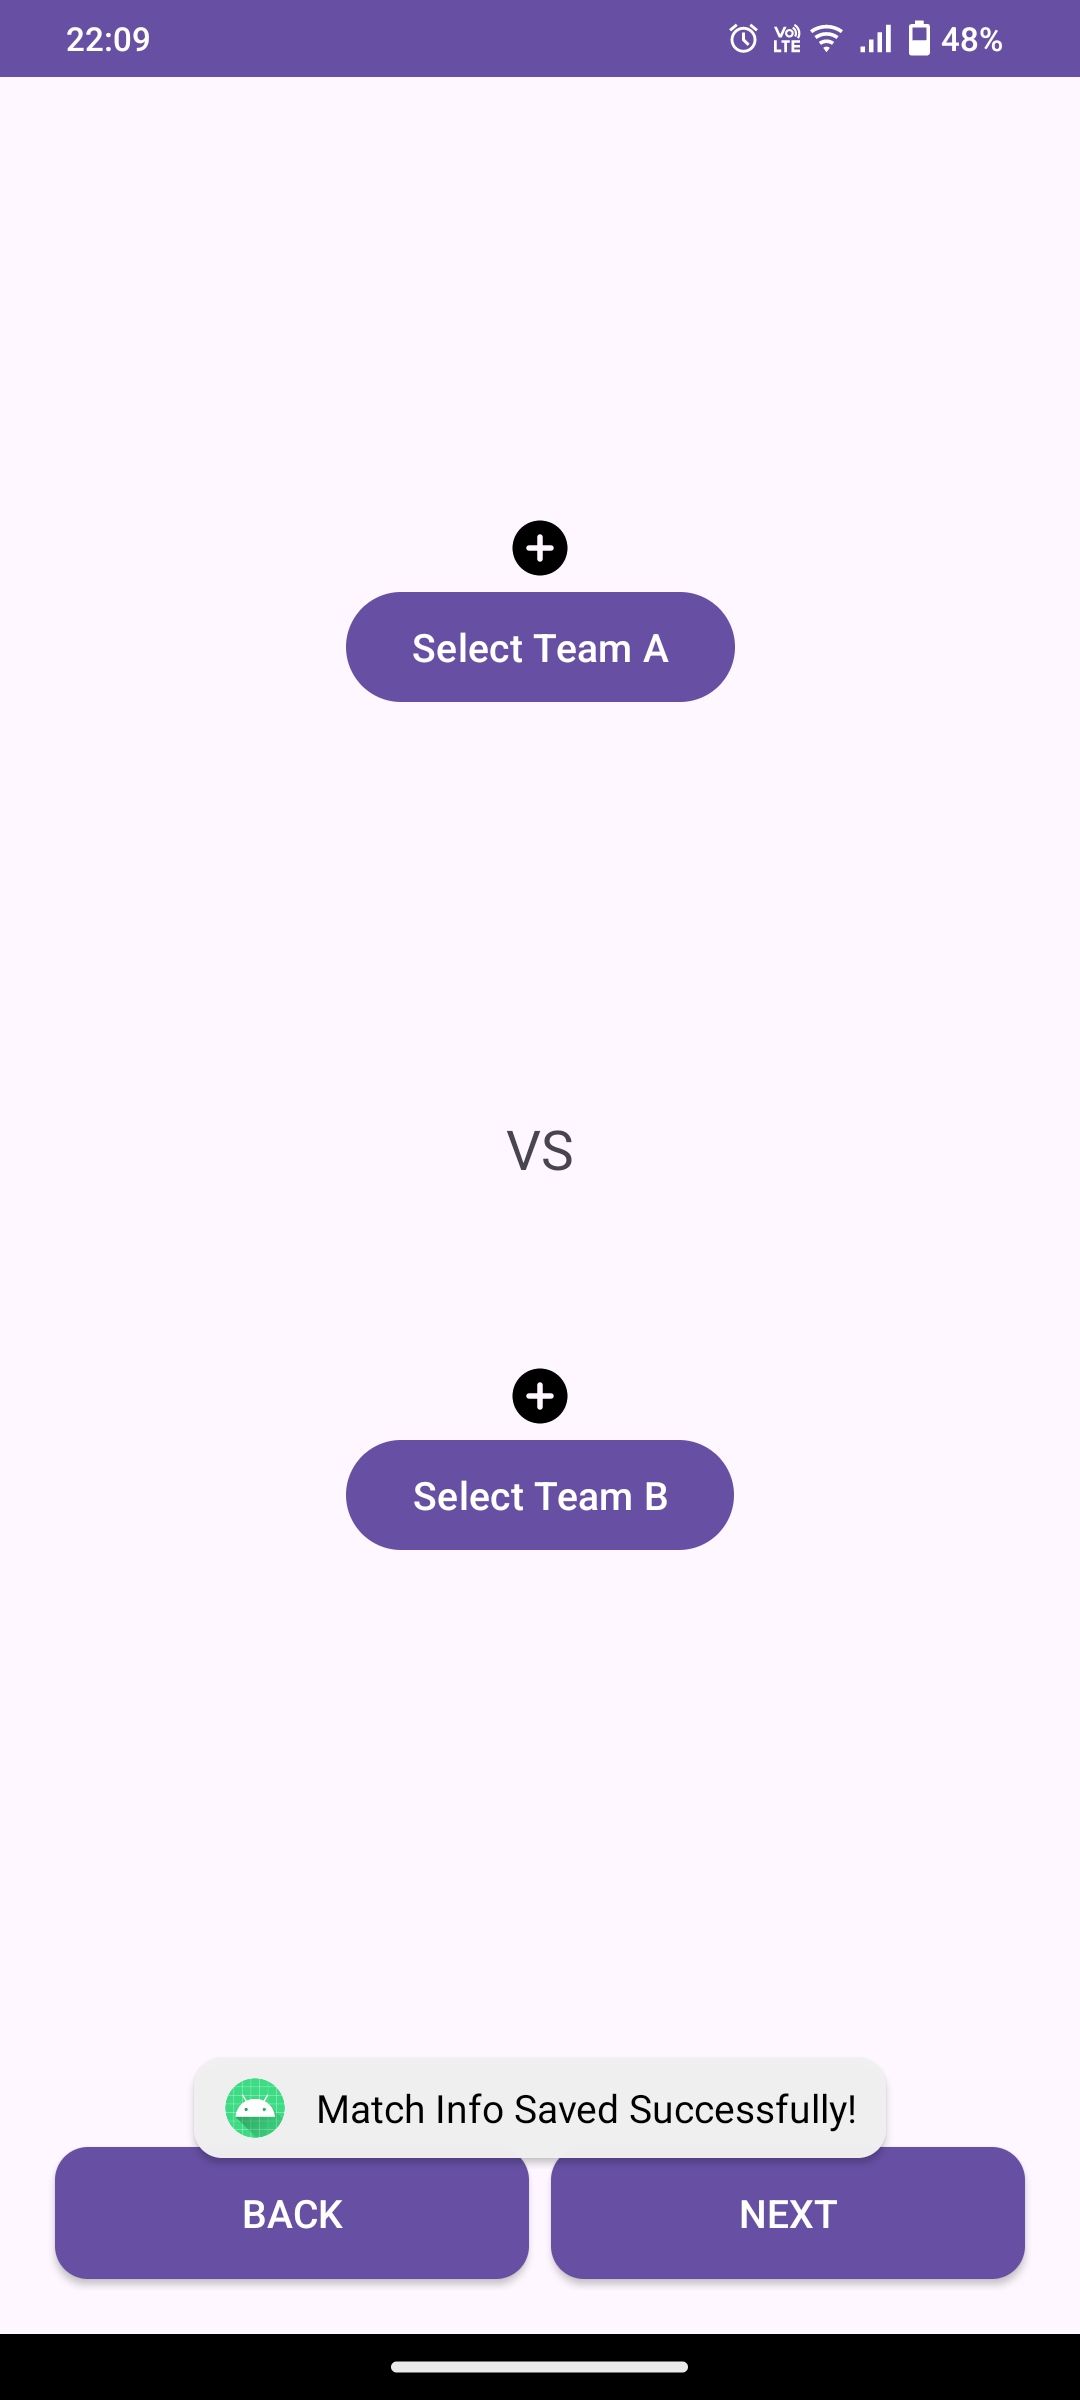 22:09 Vo LTE 48%
Select Team A
VS
Select Team B
Match Info Saved Successfully!
BACK NEXT